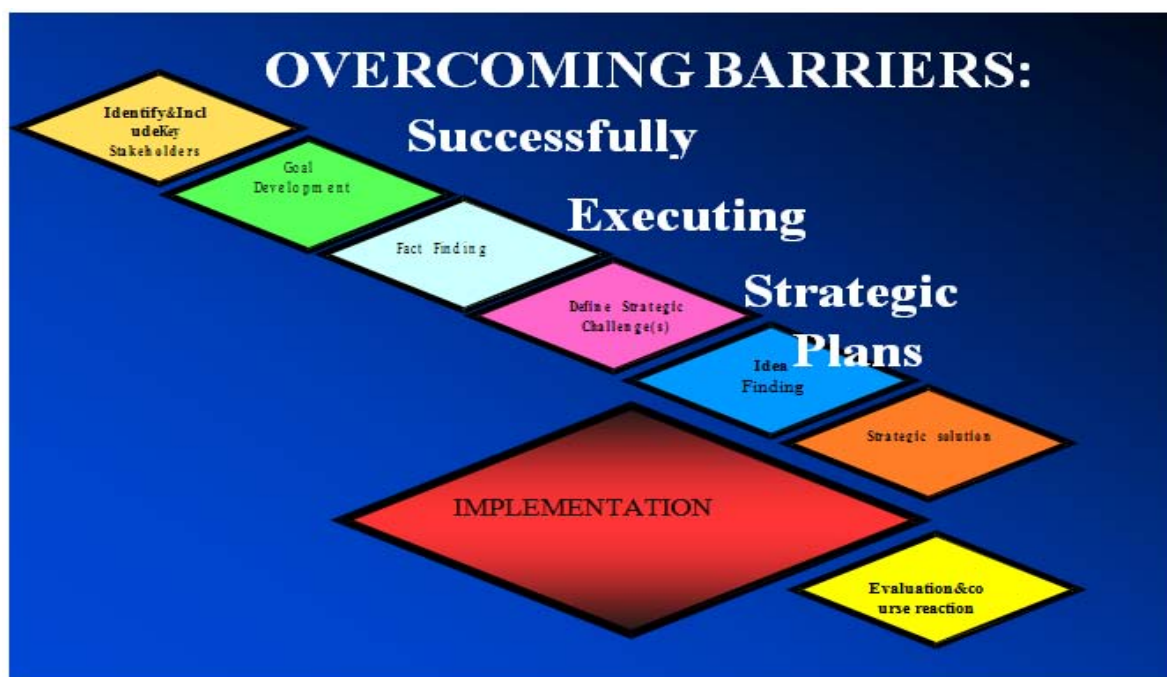 OVERCOMING BARRIERS:
Successfully
Executing
Strategic
Plans
Identify&Incl
udeKey
Stakeholders
Goal
Development
Fact Finding
Define Strategic
Challenge(s)
Idea
Finding
Strategic solution
IMPLEMENTATION
Evaluation&co
urse reaction